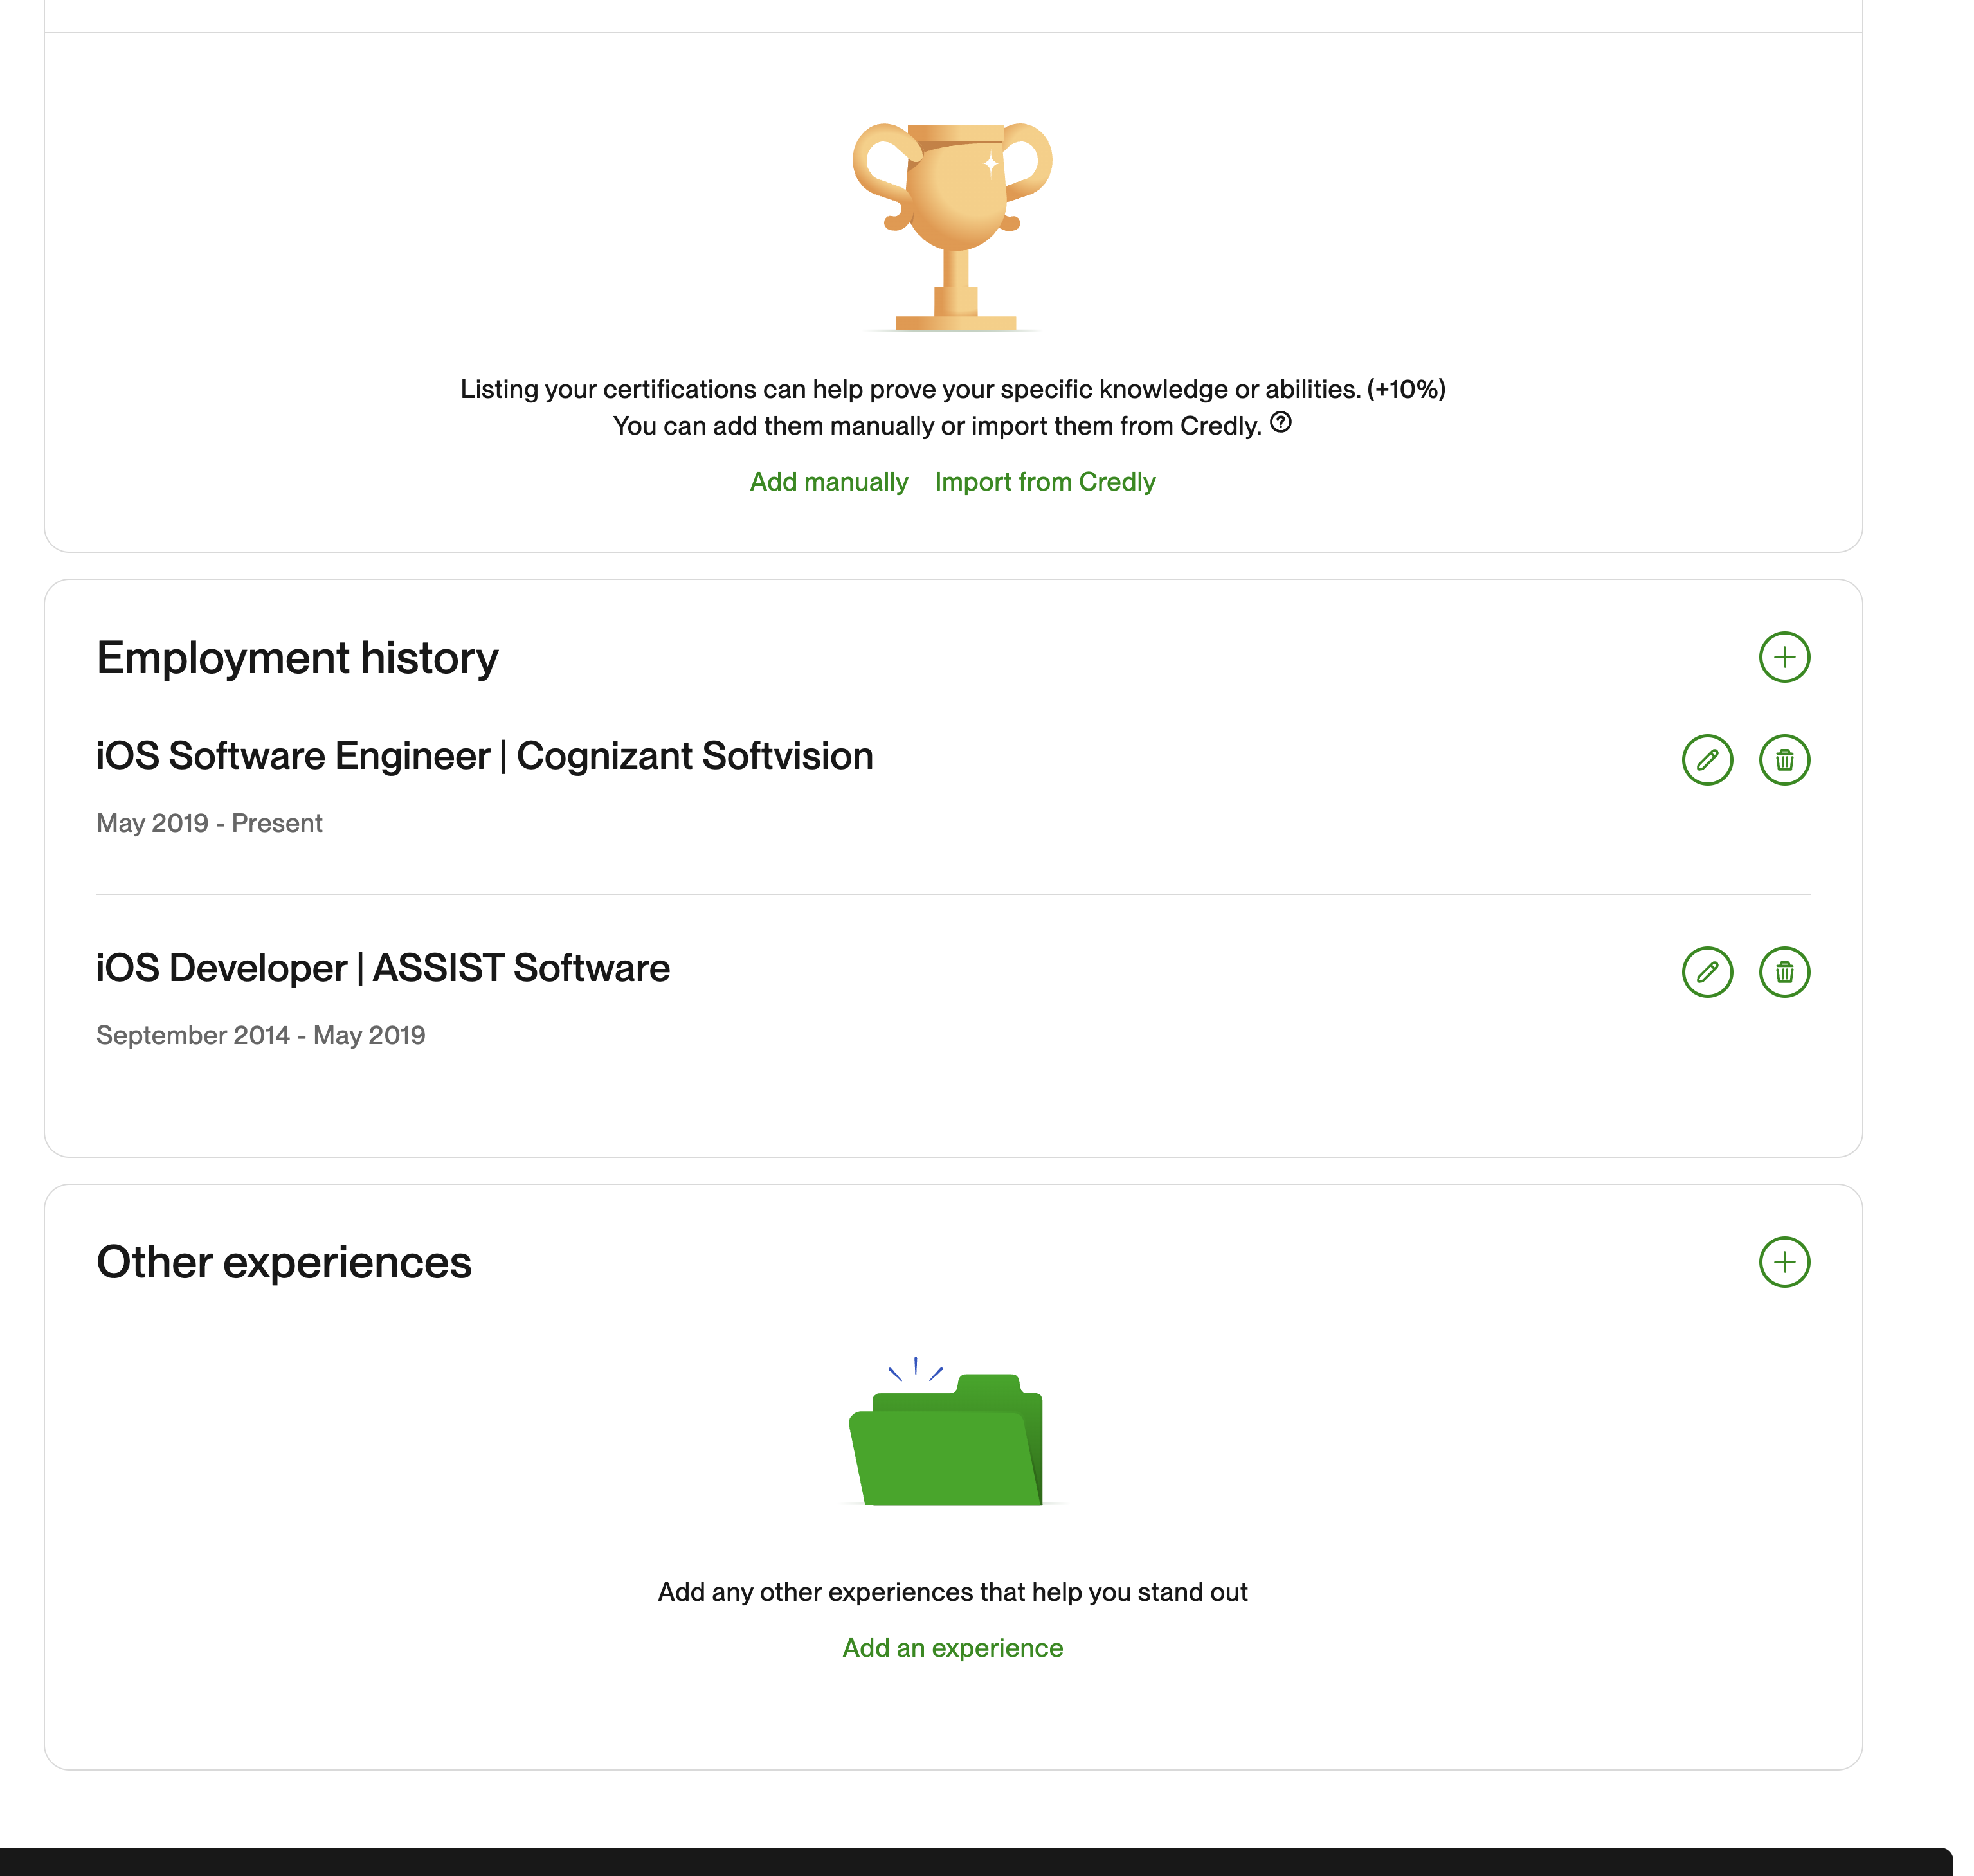 Listing your certifications can help prove your specific knowledge or abilities. (+10%)
You can add them manually or import them from Credly. ?
Add manually Import from Credly
Employment history
iOS Software Engineer | Cognizant Softvision
May 2019 - Present
iOS Developer | ASSIST Software
September 2014 - May 2019
Other experiences
Add any other experiences that help you stand out
Add an experience